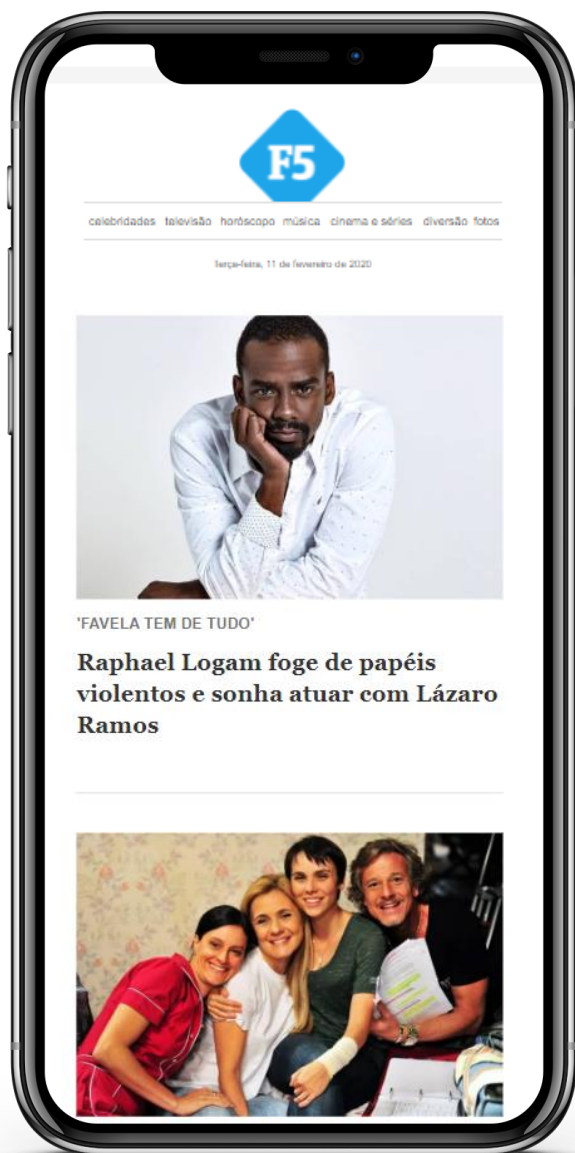 F5
celebridades televisão horóscopo música cinema e séries diversão fotos
Terça-feira, 11 de fevereiro de 2020
'FAVELA TEM DE TUDO'
Raphael Logam foge de papéis
violentos e sonha atuar com Lázaro
Ramos